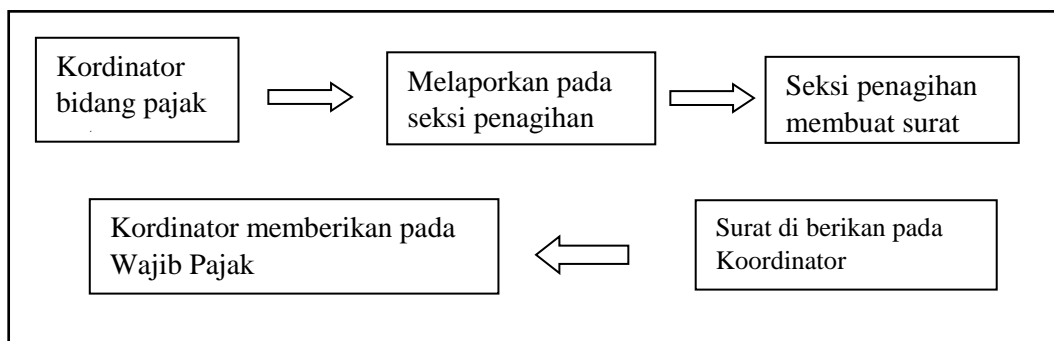 Kordinator
bidang pajak
Melaporkan pada
seksi penagihan
Seksi penagihan
membuat surat
Kordinator memberikan pada
Wajib Pajak
Surat di berikan pada
Koordinator